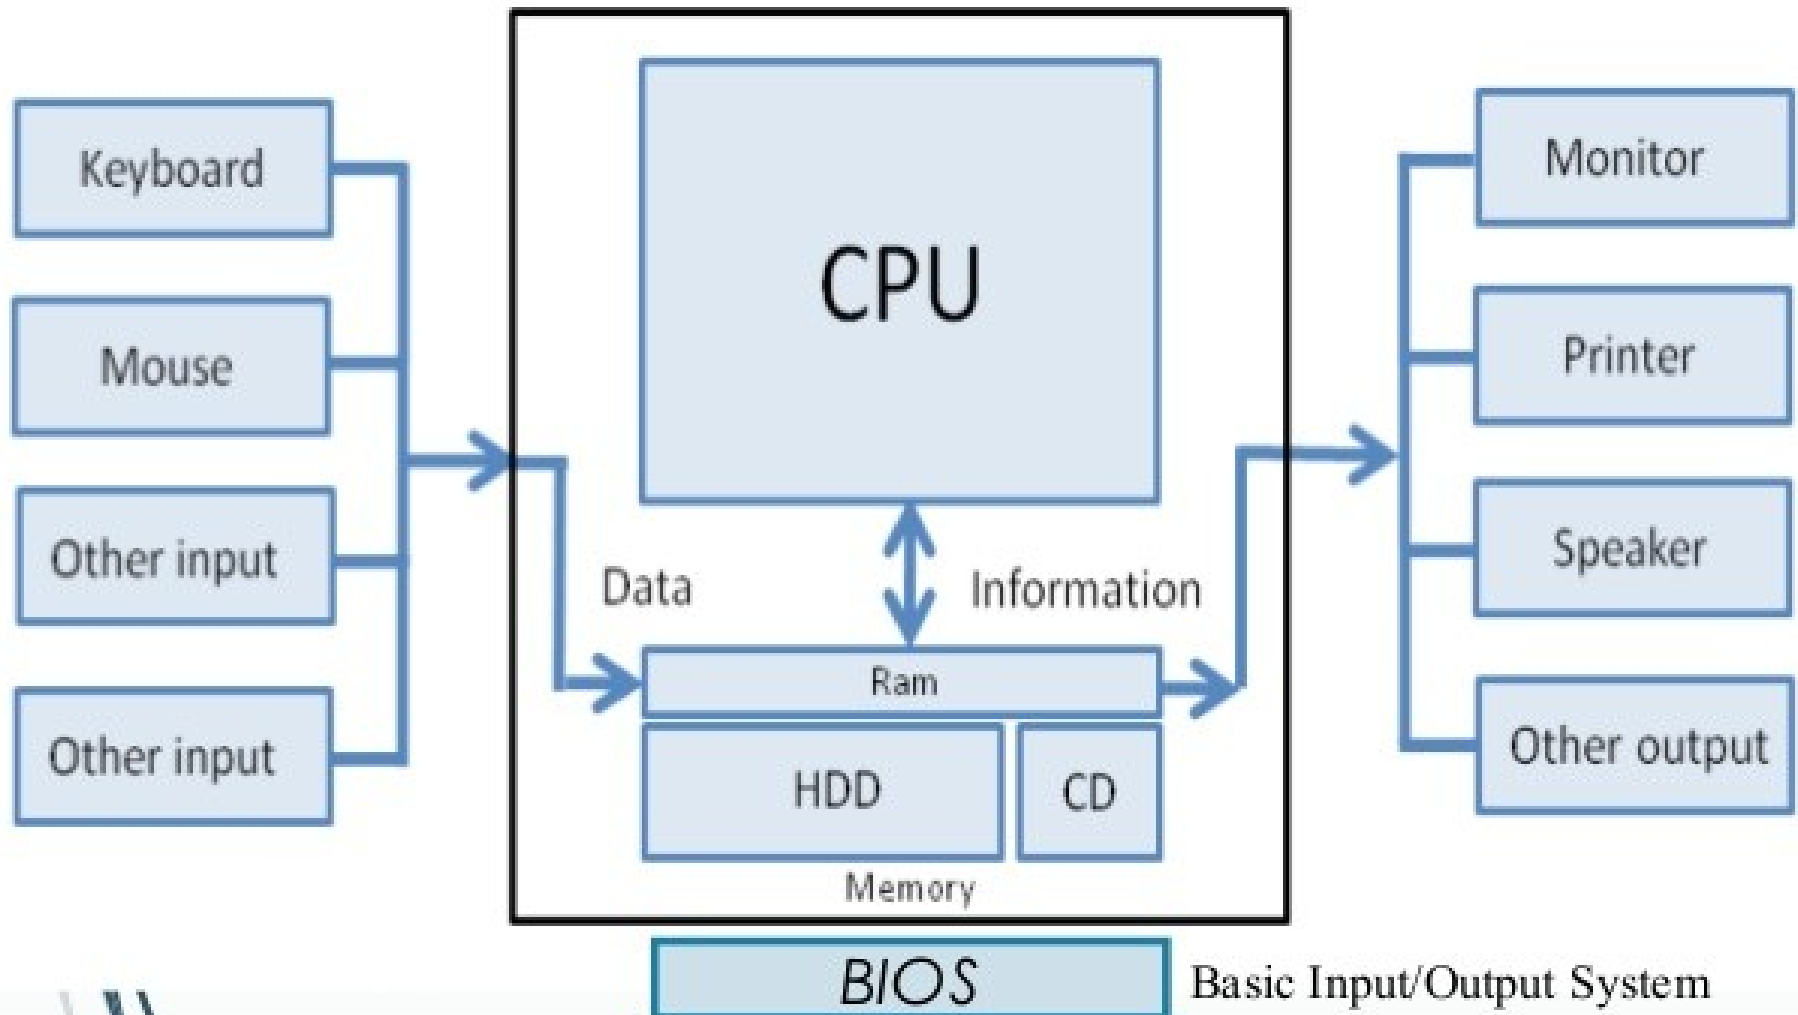 Keyboard
Mouse
Other input
Other input
CPU
Data
Information
Ram
HDD
CD
Memory
Monitor
Printer
Speaker
Other output
BIOS
Basic Input/Output System